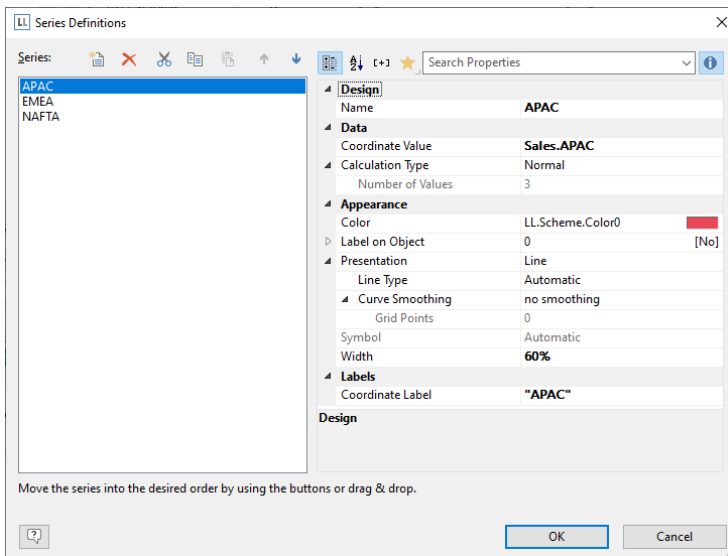 LL Series Definitions
Series:
Search Properties
APAC
EMEA
NAFTA
Design
Name APAC
Data
Coordinate Value Sales.APAC
Calculation Type Normal
Number of Values 3
Appearance
Color LL.Scheme.Color0
Label on Object 0 [No]
Presentation Line
Line Type Automatic
Curve Smoothing no smoothing
Grid Points 0
Symbol Automatic
Width 60%
Labels
Coordinate Label "APAC"
Design
Move the series into the desired order by using the buttons or drag & drop.
OK Cancel